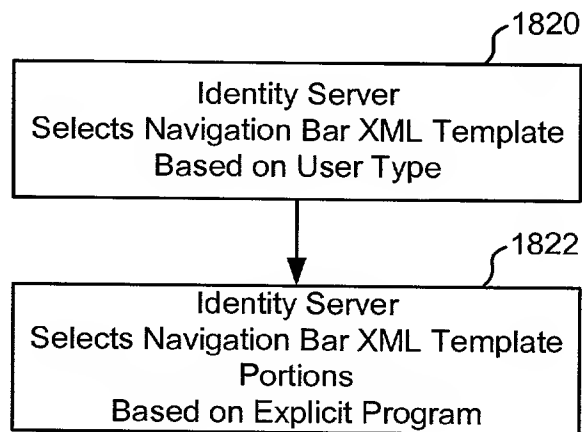 1820
Identity Server
Selects Navigation Bar XML Template
Based on User Type
1822
Identity Server
Selects Navigation Bar XML Template
Portions
Based on Explicit Program